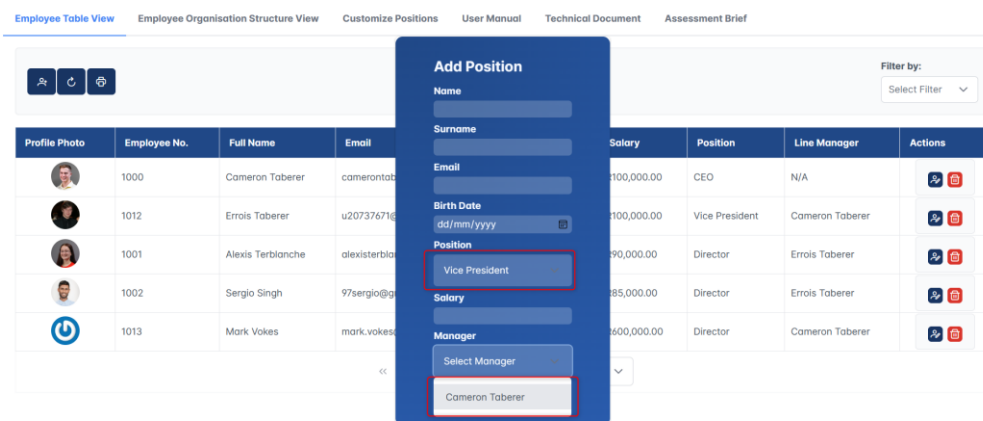 Employee Table View Employee Organisation Structure View Customize Positions User Manual Technical Document Assessment Brief
Filter by:
Select Filter
Add Position
Name
Surname
Email
Birth Date
dd/mm/yyyy
Position
Vice President
Salary
Manager
Select Manager
Cameron Taberer
Profile Photo Employee No. Full Name Email Salary Position Line Manager Actions
1000 Cameron Taberer camerontab 100,000.00 CEO N/A
1012 Errois Taberer u20737671@ 100,000.00 Vice President Cameron Taberer
1001 Alexis Terblanche alexisterbla 90,000.00 Director Errois Taberer
1002 Sergio Singh 97sergio@g 85,000.00 Director Errois Taberer
1013 Mark Vokes mark.vokes 600,000.00 Director Cameron Taberer
«